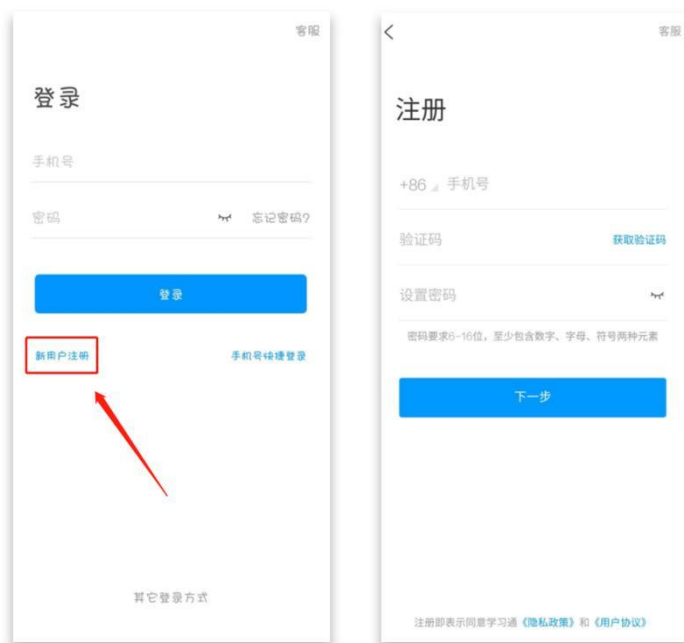 客服
登录
手机号
密码 忘记密码?
登录
新用户注册 手机号快捷登录
其它登录方式
客服
注册
+86 手机号
验证码 获取验证码
设置密码
密码要求6-16位，至少包含数字、字母、符号两种元素
下一步
注册即表示同意学习通《隐私政策》和《用户协议》